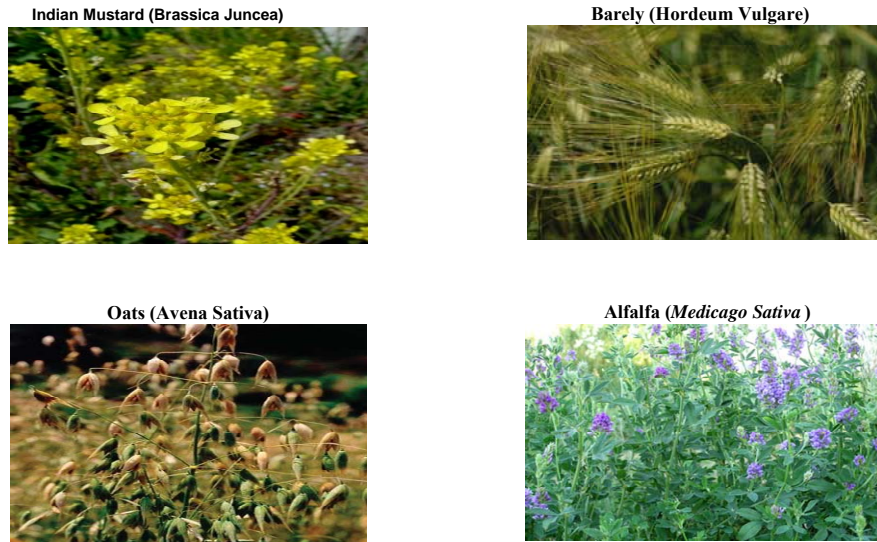 Indian Mustard (Brassica Juncea)
Barely (Hordeum Vulgare)
Oats (Avena Sativa)
Alfalfa (Medicago Sativa )